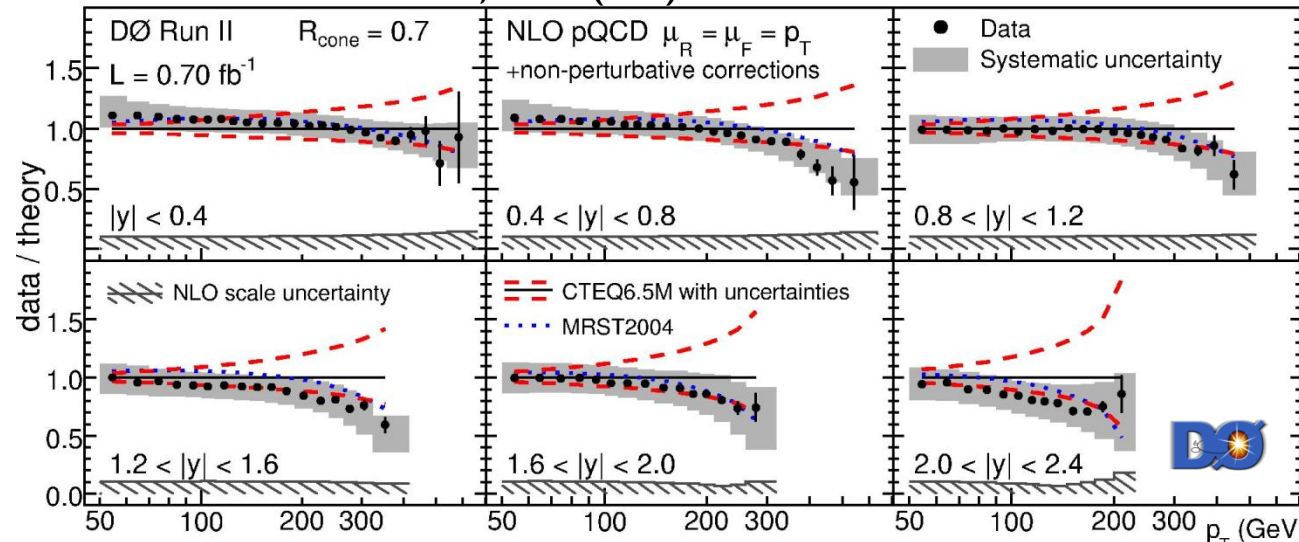 DØ Run II R_cone = 0.7
L = 0.70 fb⁻¹
NLO pQCD μ_R = μ_F = p_T
+non-perturbative corrections
Data
Systematic uncertainty
data / theory
1.5
1.0
0.5
|y| < 0.4
0.4 < |y| < 0.8
0.8 < |y| < 1.2
NLO scale uncertainty
CTEQ6.5M with uncertainties
MRST2004
1.5
1.0
0.5
0.0
1.2 < |y| < 1.6
1.6 < |y| < 2.0
2.0 < |y| < 2.4
DØ
50 100 200 300
50 100 200 300
50 100 200 300
p_T (GeV